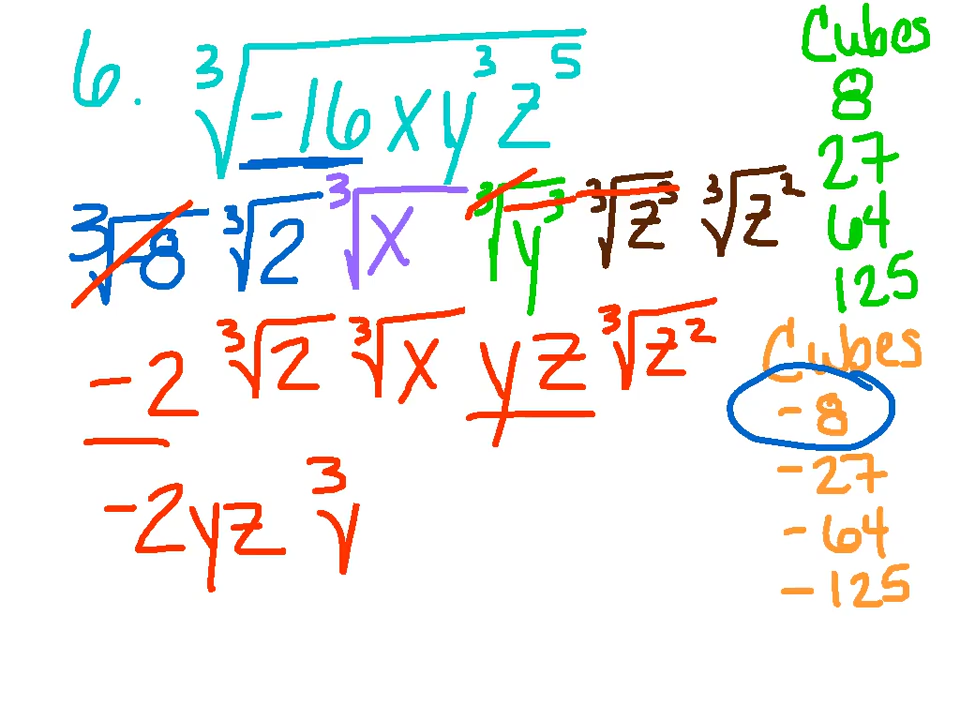 6. ∛(-16xy³z⁵)
∛-8 ∛2 ∛x ∛y³ ∛z³ ∛z²
-2 ∛2 ∛x yz ∛z²
-2yz ∛
Cubes
8
27
64
125
Cubes
-8
-27
-64
-125